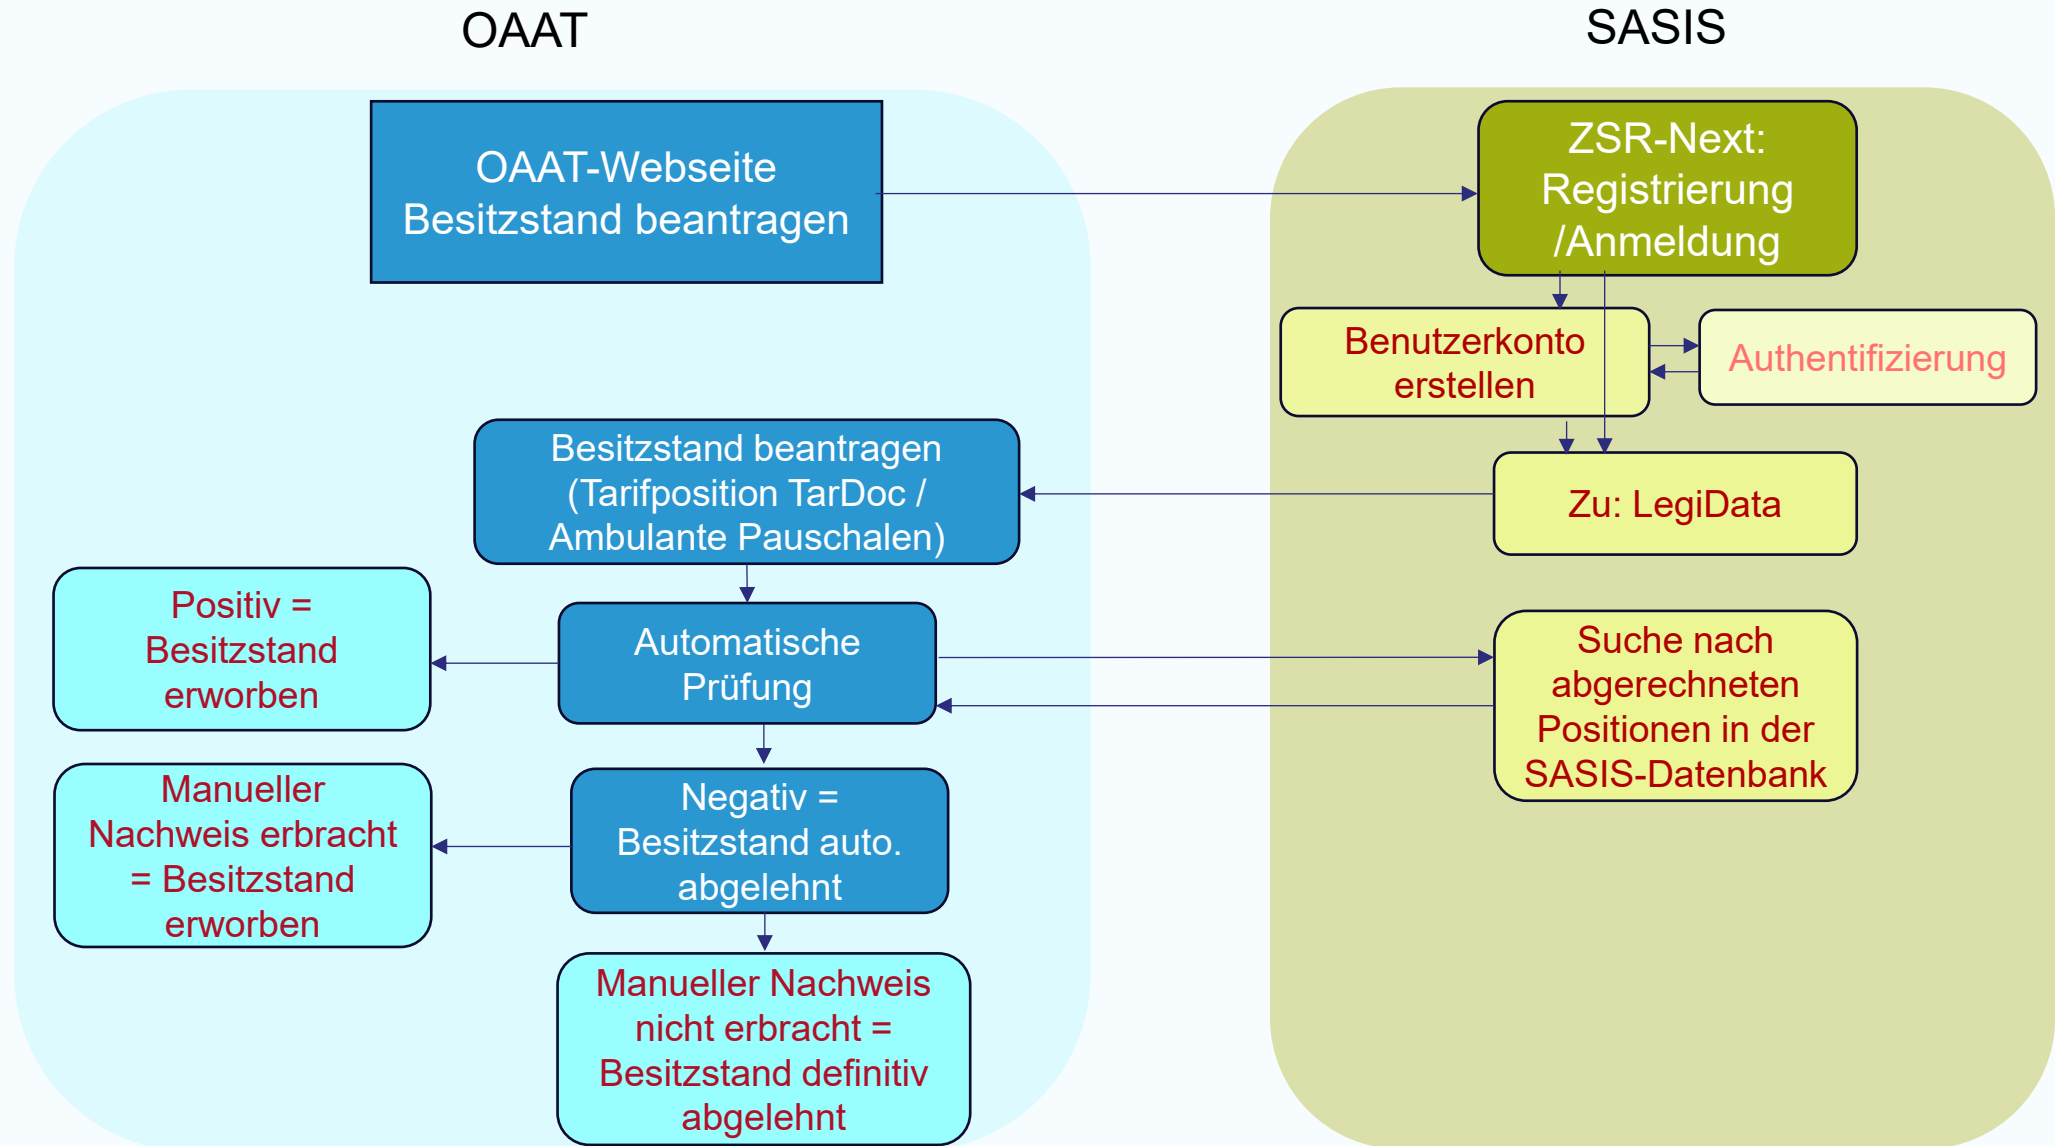 OAAT
SASIS
OAAT-Webseite
Besitzstand beantragen
ZSR-Next:
Registrierung
/Anmeldung
Benutzerkonto
erstellen
Authentifizierung
Besitzstand beantragen
(Tarifposition TarDoc /
Ambulante Pauschalen)
Zu: LegiData
Positiv =
Besitzstand
erworben
Automatische
Prüfung
Suche nach
abgerechneten
Positionen in der
SASIS-Datenbank
Manueller
Nachweis erbracht
= Besitzstand
erworben
Negativ =
Besitzstand auto.
abgelehnt
Manueller Nachweis
nicht erbracht =
Besitzstand definitiv
abgelehnt